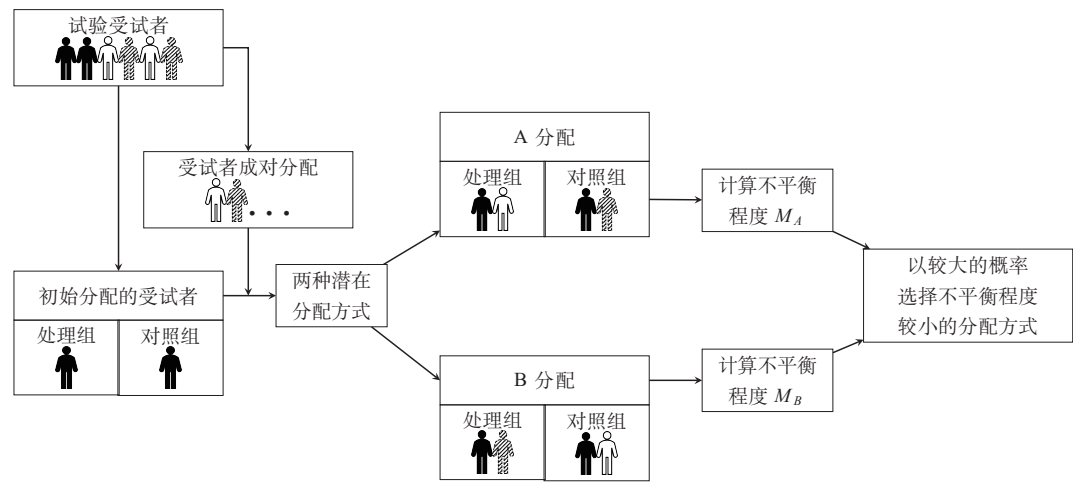 试验受试者
受试者成对分配
初始分配的受试者
处理组
对照组
两种潜在
分配方式
A 分配
处理组
对照组
计算不平衡
程度 M_A
B 分配
处理组
对照组
计算不平衡
程度 M_B
以较大的概率
选择不平衡程度
较小的分配方式